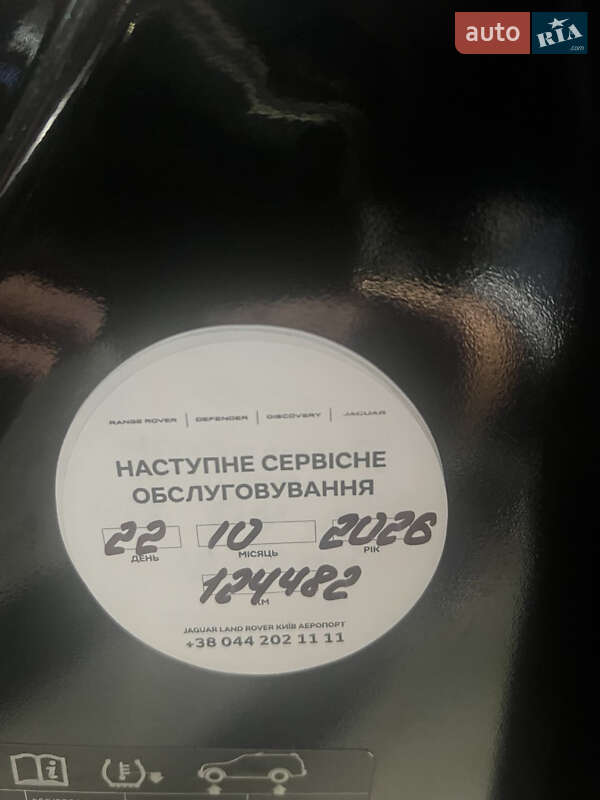 auto RIA.com
RANGE ROVER | DEFENDER | DISCOVERY | JAGUAR
НАСТУПНЕ СЕРВІСНЕ
ОБСЛУГОВУВАННЯ
22 10 2026
ДЕНЬ МІСЯЦЬ РІК
124482
КМ
JAGUAR LAND ROVER КИЇВ АЕРОПОРТ
+38 044 202 11 11